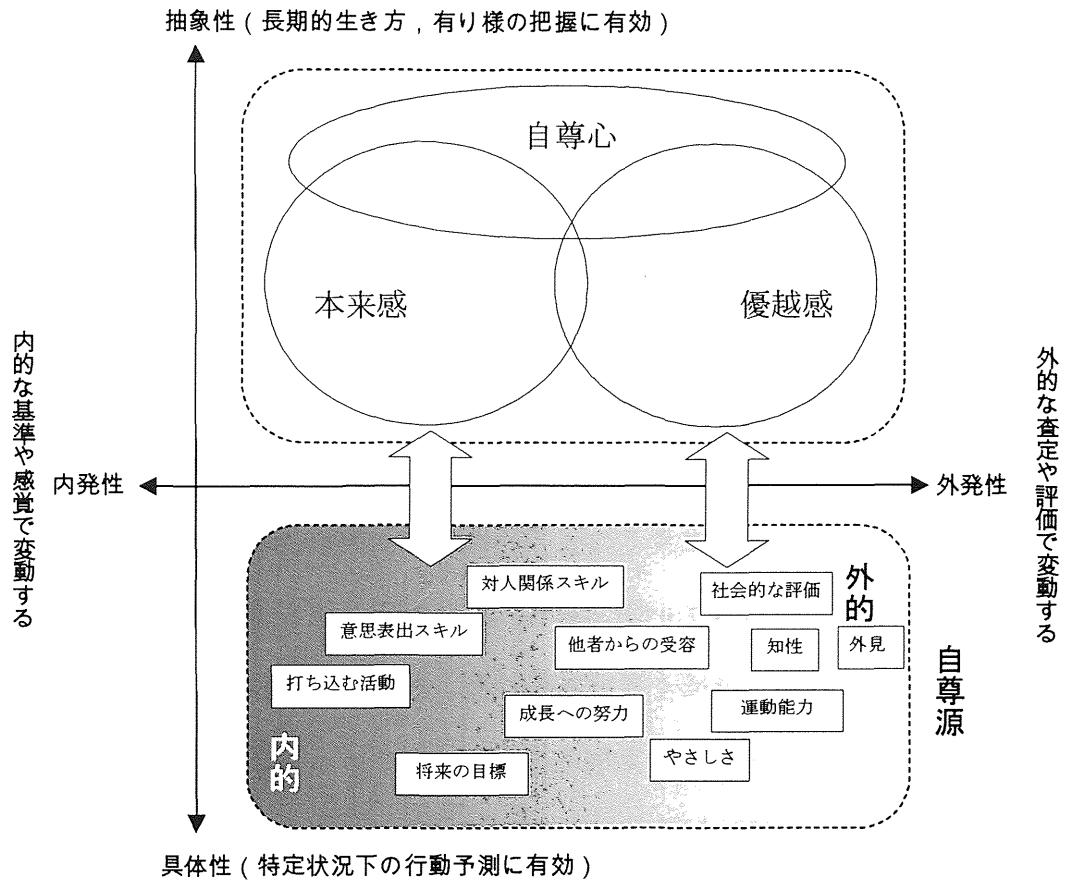 抽象性（長期的生き方，有り様の把握に有効）
自尊心
本来感
優越感
内的な基準や感覚で変動する
外的な査定や評価で変動する
内発性
外発性
対人関係スキル
社会的な評価
外的
意思表出スキル
他者からの受容
知性
外見
打ち込む活動
自尊源
成長への努力
運動能力
内的
やさしさ
将来の目標
具体性（特定状況下の行動予測に有効）